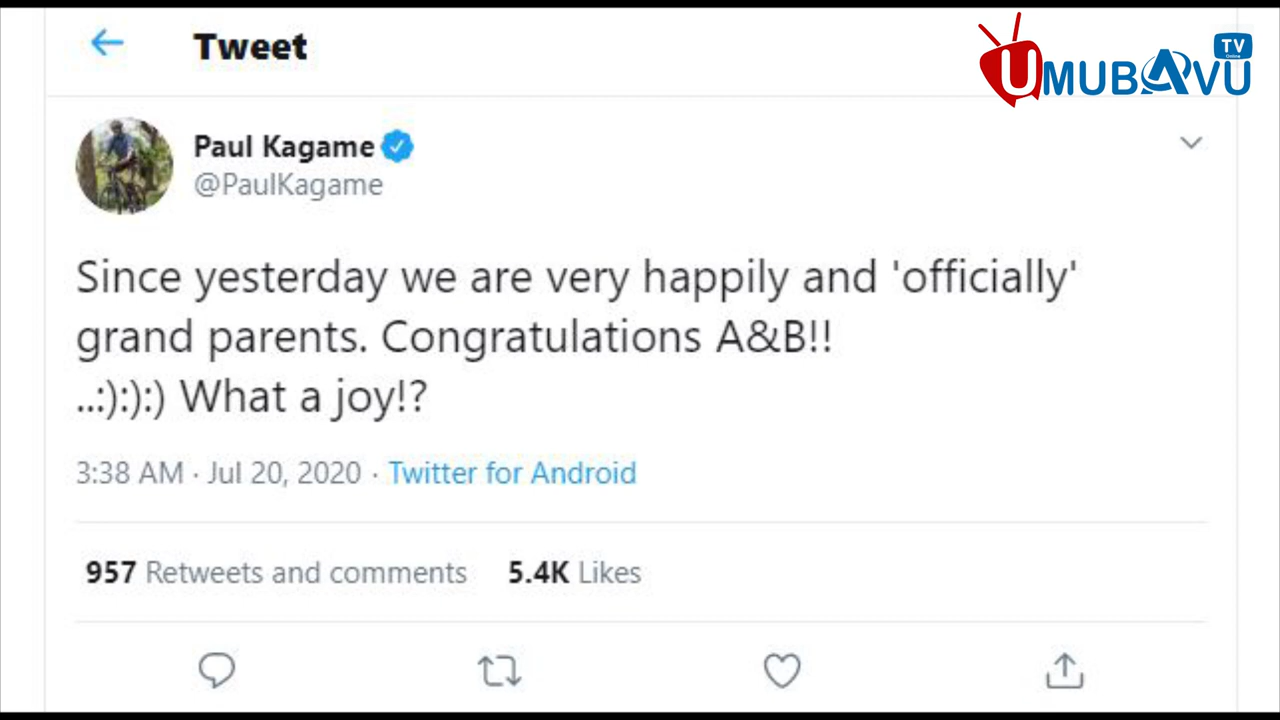 Tweet
UMUBAVU
TV
Online
Paul Kagame
@PaulKagame
Since yesterday we are very happily and 'officially'
grand parents. Congratulations A&B!!
..:):):) What a joy!?
3:38 AM · Jul 20, 2020 · Twitter for Android
957 Retweets and comments 5.4K Likes